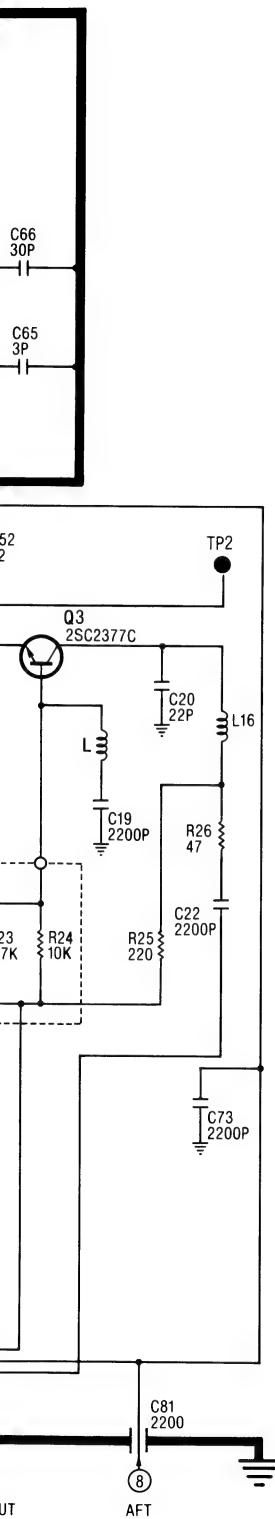 C66
30P
C65
3P
52
2
TP2
Q3
2SC2377C
C20
22P
L16
L
C19
2200P
R26
47
C22
2200P
23
7K
R24
10K
R25
220
C73
2200P
C81
2200
8
UT
AFT